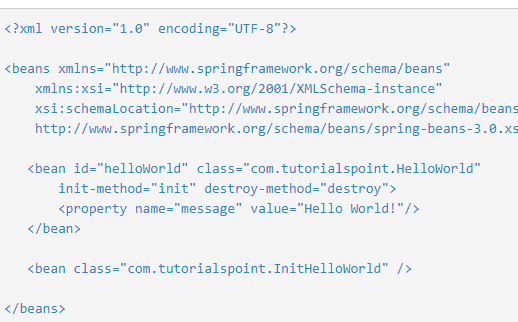 <?xml version="1.0" encoding="UTF-8"?>
<beans xmlns="http://www.springframework.org/schema/beans"
xmlns:xsi="http://www.w3.org/2001/XMLSchema-instance"
xsi:schemaLocation="http://www.springframework.org/schema/beans
http://www.springframework.org/schema/beans/spring-beans-3.0.xs
<bean id="helloWorld" class="com.tutorialspoint.HelloWorld"
init-method="init" destroy-method="destroy">
<property name="message" value="Hello World!"/>
</bean>
<bean class="com.tutorialspoint.InitHelloWorld" />
</beans>